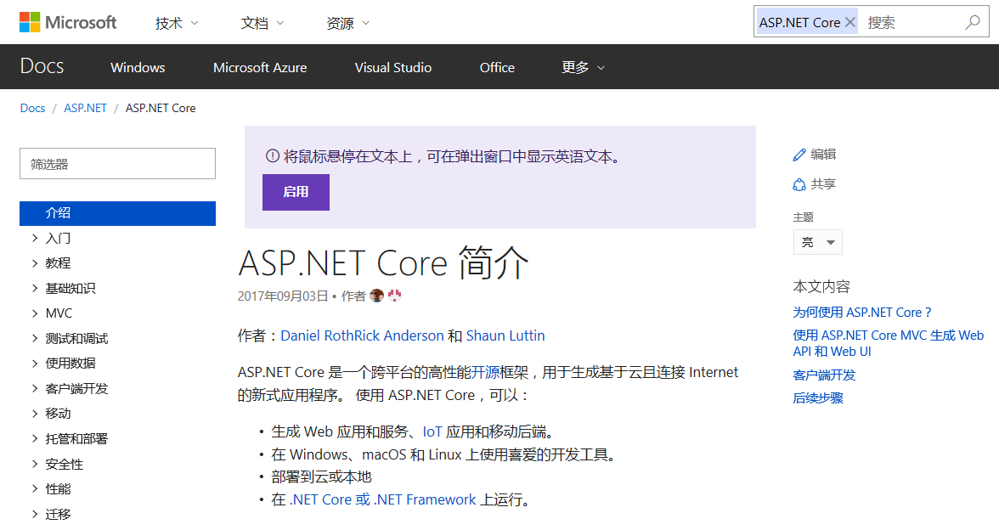 Microsoft 技术 文档 资源 ASP.NET Core 搜索
Docs Windows Microsoft Azure Visual Studio Office 更多
Docs / ASP.NET / ASP.NET Core
筛选器
介绍
入门
教程
基础知识
MVC
测试和调试
使用数据
客户端开发
移动
托管和部署
安全性
性能
迁移
将鼠标悬停在文本上，可在弹出窗口中显示英语文本。
启用
ASP.NET Core 简介
2017年09月03日 • 作者
作者：Daniel RothRick Anderson 和 Shaun Luttin
ASP.NET Core 是一个跨平台的高性能开源框架，用于生成基于云且连接 Internet
的新式应用程序。 使用 ASP.NET Core，可以：
• 生成 Web 应用和服务、IoT 应用和移动后端。
• 在 Windows、macOS 和 Linux 上使用喜爱的开发工具。
• 部署到云或本地
• 在 .NET Core 或 .NET Framework 上运行。
编辑
共享
主题
亮
本文内容
为何使用 ASP.NET Core？
使用 ASP.NET Core MVC 生成 Web
API 和 Web UI
客户端开发
后续步骤